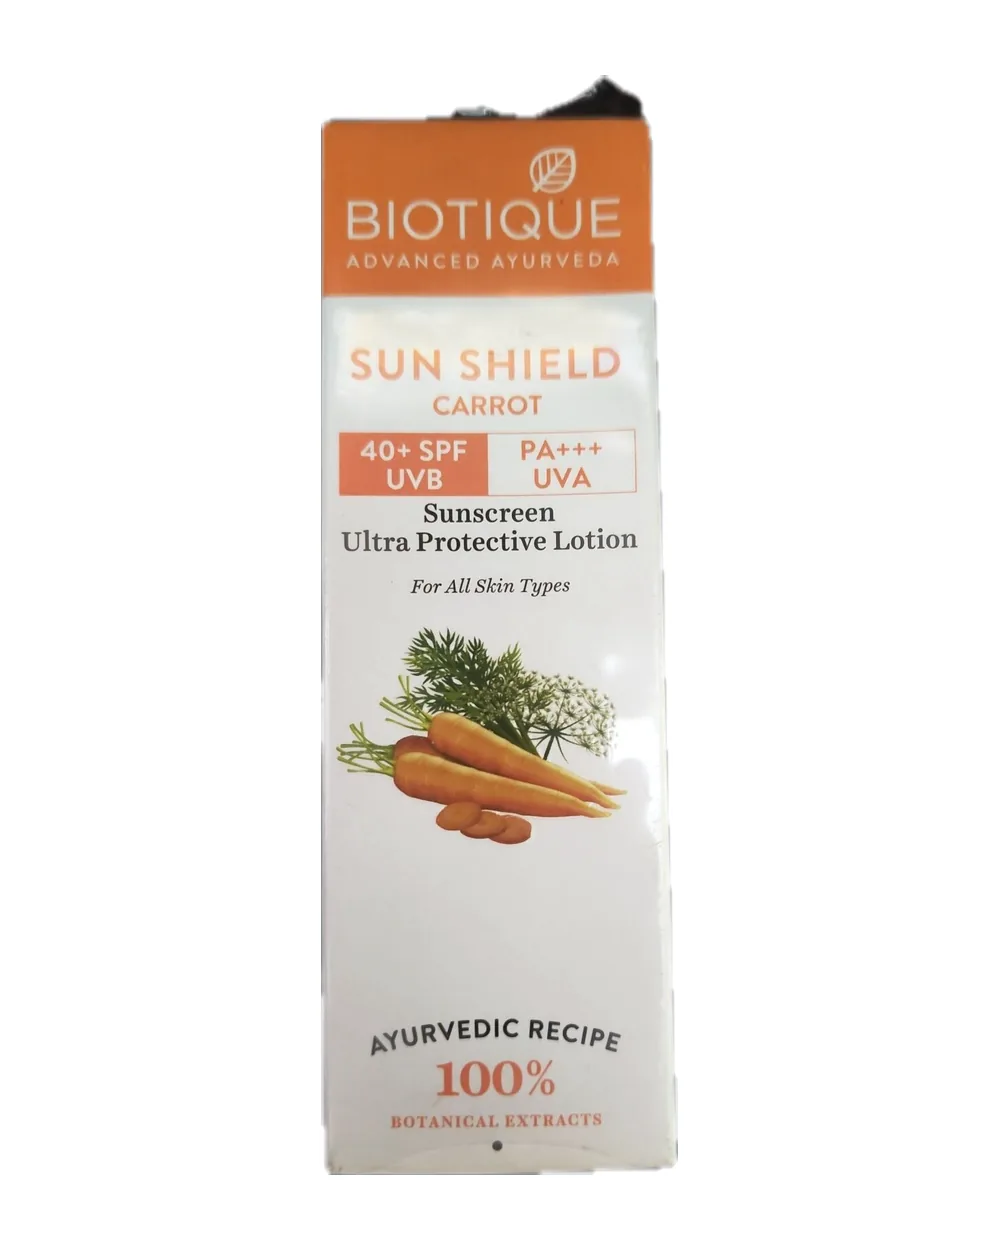 BIOTIQUE
ADVANCED AYURVEDA
SUN SHIELD
CARROT
40+ SPF
UVB
PA+++
UVA
Sunscreen
Ultra Protective Lotion
For All Skin Types
AYURVEDIC RECIPE
100%
BOTANICAL EXTRACTS